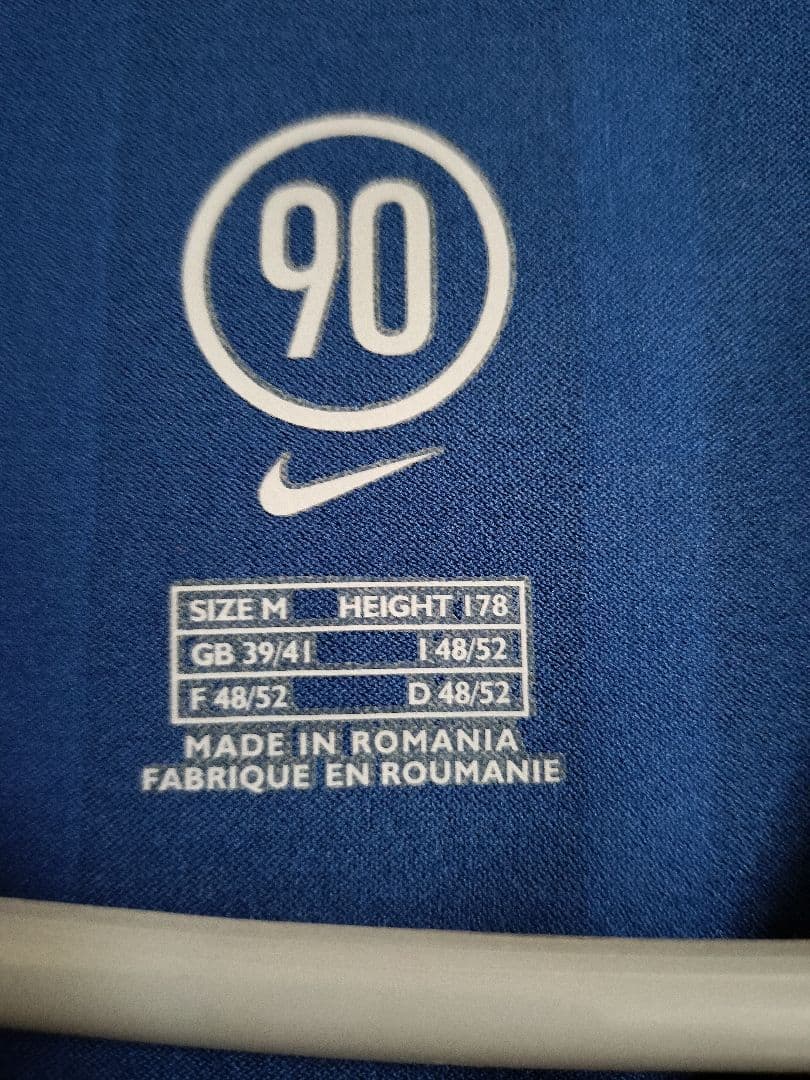 90
SIZE M HEIGHT 178
GB 39/41 I 48/52
F 48/52 D 48/52
MADE IN ROMANIA
FABRIQUE EN ROUMANIE